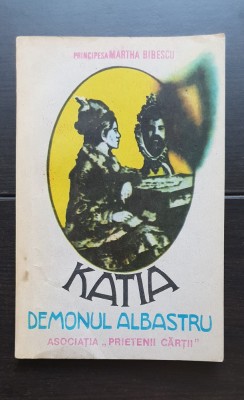 PRINCIPESA MARTHA BIBESCU
KATIA
DEMONUL ALBASTRU
ASOCIAȚIA „PRIETENII CĂRȚII"